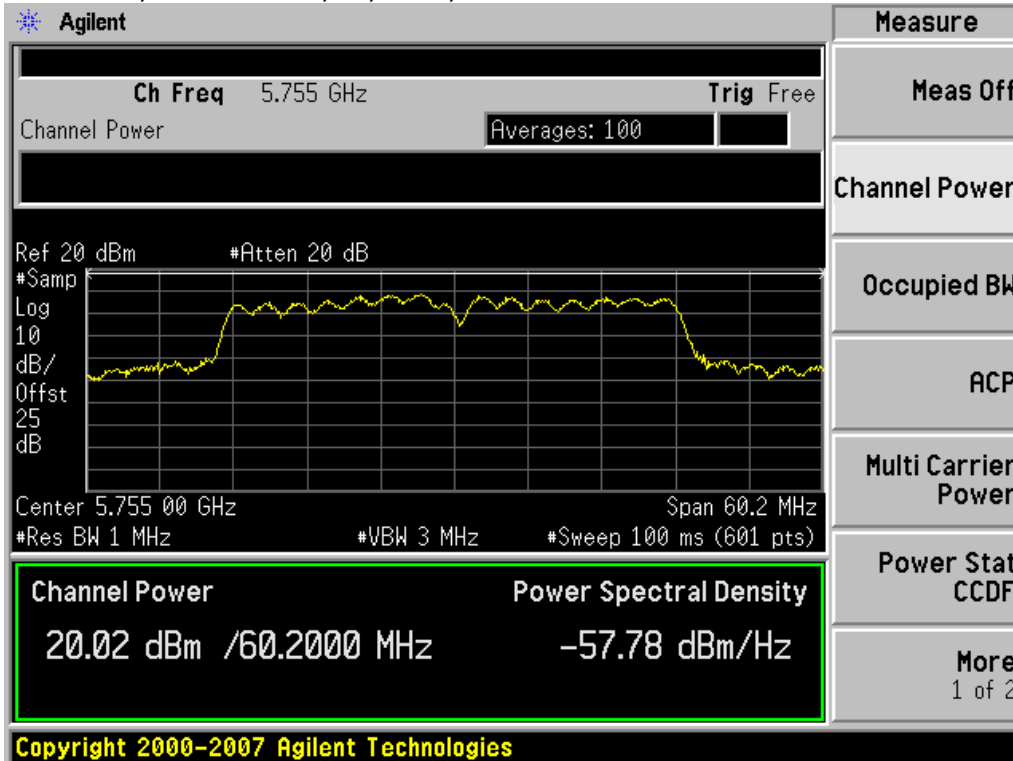 Agilent
Measure
Ch Freq 5.755 GHz Trig Free
Channel Power Averages: 100
Ref 20 dBm #Atten 20 dB
#Samp
Log
10
dB/
Offst
25
dB
Center 5.755 00 GHz Span 60.2 MHz
#Res BW 1 MHz #VBW 3 MHz #Sweep 100 ms (601 pts)
Channel Power Power Spectral Density
20.02 dBm /60.2000 MHz -57.78 dBm/Hz
Meas Off
Channel Power
Occupied BW
ACP
Multi Carrier
Power
Power Stat
CCDF
More
1 of 2
Copyright 2000-2007 Agilent Technologies